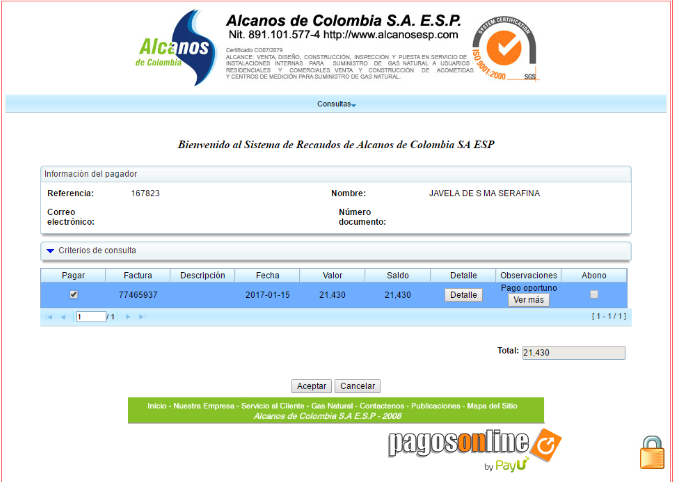 Alcanos
de Colombia
Alcanos de Colombia S.A. E.S.P.
Nit. 891.101.577-4 http://www.alcanosesp.com
Certificado CO07/2079
ALCANCE: VENTA, DISEÑO, CONSTRUCCIÓN, INSPECCIÓN Y PUESTA EN SERVICIO DE
INSTALACIONES INTERNAS PARA SUMINISTRO DE GAS NATURAL A USUARIOS
RESIDENCIALES Y COMERCIALES. VENTA Y CONSTRUCCIÓN DE ACOMETIDAS
Y CENTROS DE MEDICIÓN PARA SUMINISTRO DE GAS NATURAL.
SYSTEM CERTIFICATION
ISO 9001:2000
SGS
Consultas
Bienvenido al Sistema de Recaudos de Alcanos de Colombia SA ESP
Información del pagador
Referencia: 167823 Nombre: JAVELA DE S MA SERAFINA
Correo electrónico: Número documento:
Criterios de consulta
Pagar Factura Descripción Fecha Valor Saldo Detalle Observaciones Abono
77465937 2017-01-15 21,430 21,430 Detalle Pago oportuno
Ver más
1 / 1 [ 1 - 1 / 1 ]
Total: 21,430
Aceptar Cancelar
Inicio - Nuestra Empresa - Servicio al Cliente - Gas Natural - Contactenos - Publicaciones - Mapa del Sitio
Alcanos de Colombia S.A E.S.P - 2008
pagosonline
by PayU